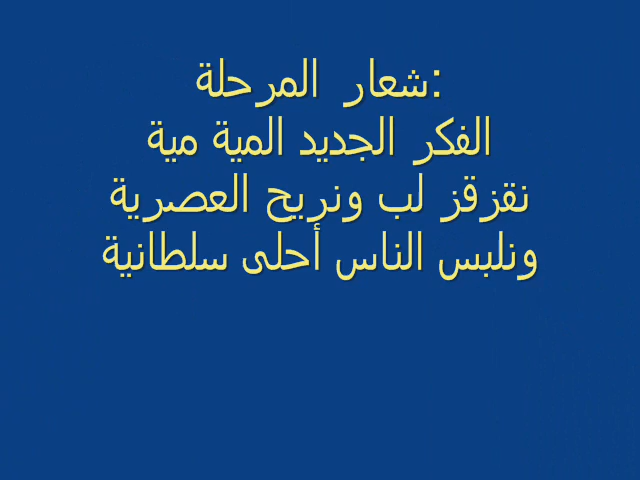 :شعار المرحلة
الفكر الجديد المية مية
نقزقز لب ونريح العصرية
ونلبس الناس أحلى سلطانية